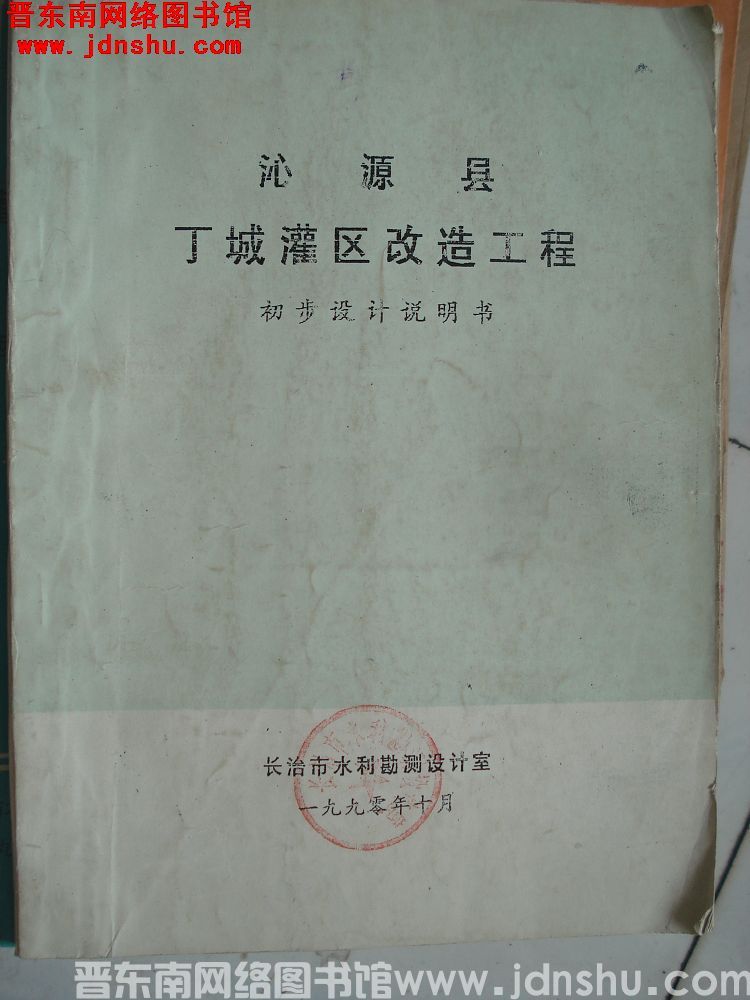 晋东南网络图书馆
www.jdnshu.com
沁源县
丁城灌区改造工程
初步设计说明书
长治市水利勘测设计室
一九九零年十月
晋东南网络图书馆www.jdnshu.com